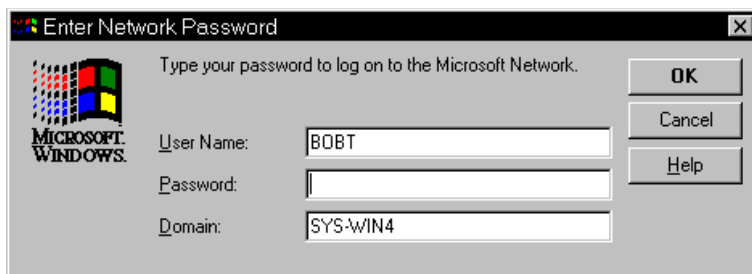 Enter Network Password
Type your password to log on to the Microsoft Network.
OK
MICROSOFT.
WINDOWS.
User Name: BOBT
Cancel
Password:
Help
Domain: SYS-WIN4